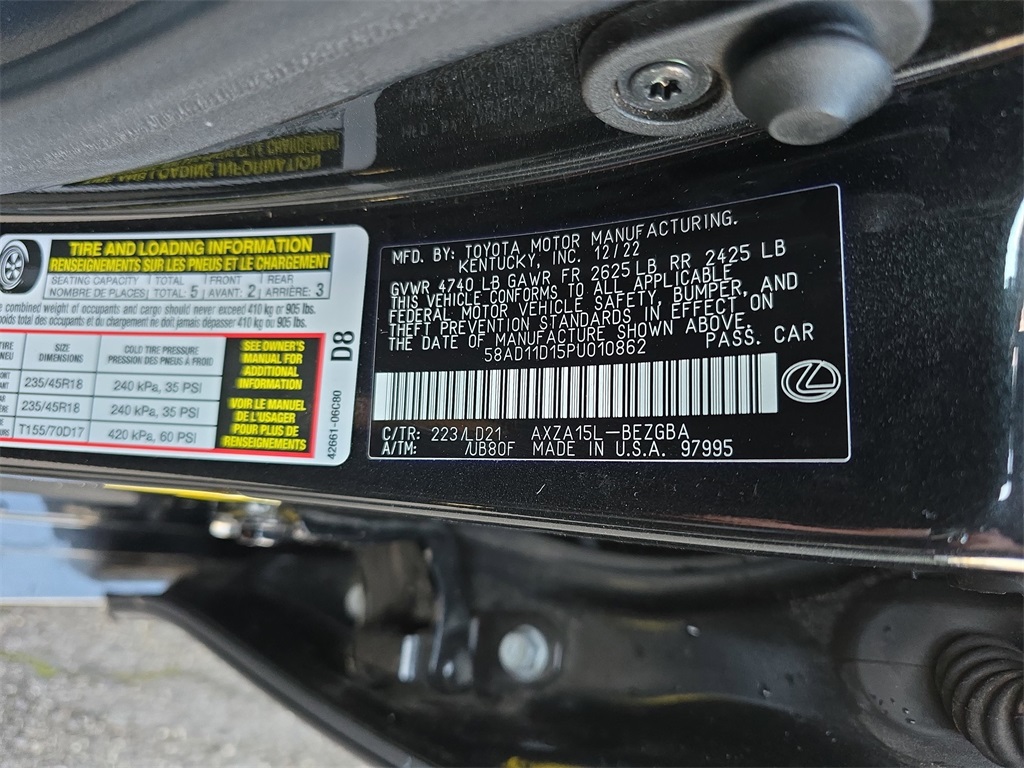 TIRE AND LOADING INFORMATION
RENSEIGNEMENTS SUR LES PNEUS ET LE CHARGEMENT
SEATING CAPACITY TOTAL FRONT REAR
NOMBRE DE PLACES TOTAL: 5 AVANT: 2 ARRIÈRE: 3
combined weight of occupants and cargo should never exceed 410 kg or 905 lbs.
total des occupants et du chargement ne doit jamais dépasser 410 kg ou 905 lbs.
SIZE COLD TIRE PRESSURE
DIMENSIONS PRESSION DES PNEUS À FROID
235/45R18 240 kPa, 35 PSI
235/45R18 240 kPa, 35 PSI
T155/70D17 420 kPa, 60 PSI
SEE OWNER'S
MANUAL FOR
ADDITIONAL
INFORMATION
VOIR LE MANUEL
DE L'USAGER
POUR PLUS DE
RENSEIGNEMENTS
D8
42661-06C80
MFD BY: TOYOTA MOTOR MANUFACTURING.
KENTUCKY, INC. 12/22
GVWR 4740 LB GAWR FR 2625 LB RR 2425 LB
THIS VEHICLE CONFORMS TO ALL APPLICABLE
FEDERAL MOTOR VEHICLE SAFETY, BUMPER, AND
THEFT PREVENTION STANDARDS IN EFFECT ON
THE DATE OF MANUFACTURE SHOWN ABOVE.
58AD11D15PU010862 PASS. CAR
C/TR: 223/LD21 AXZA15L-BEZGBA
A/TM: /UB80F MADE IN U.S.A. 97995